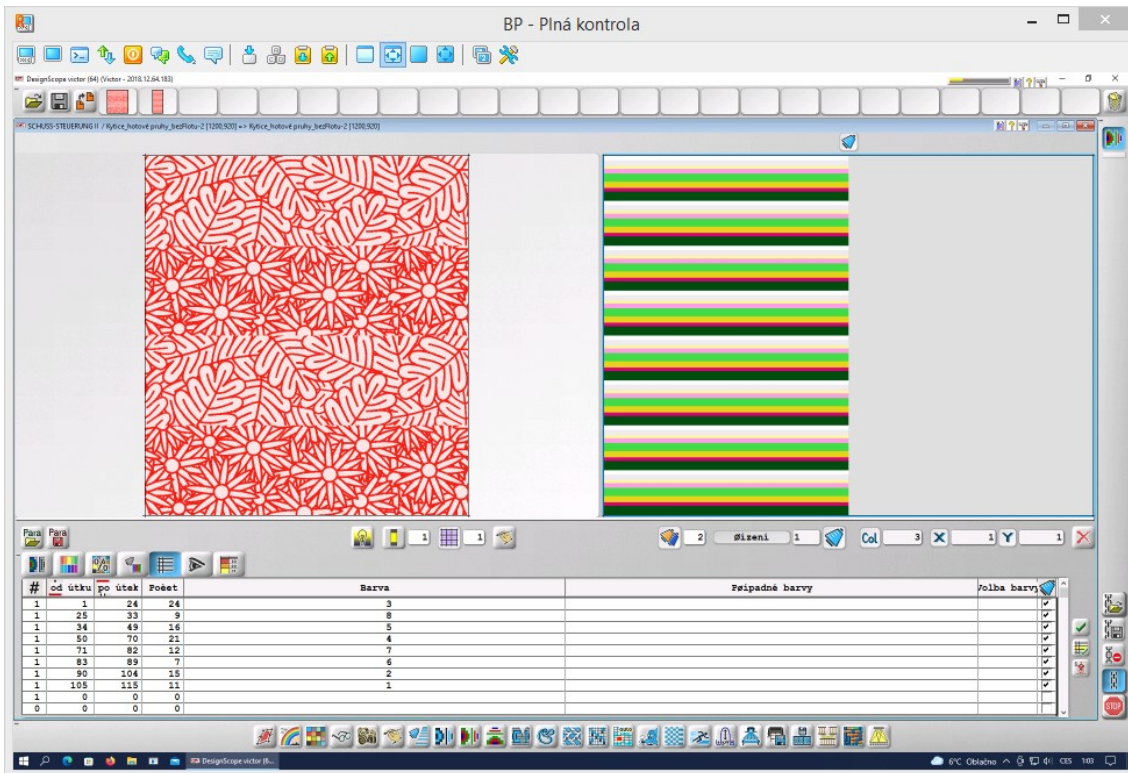 BP - Plná kontrola
DesignScope victor (64) (Victor - 2018.12.64.183)
SCHUSS-STEUERUNG II / Kytice_hotové pruhy_bezFlotu-2 [1200,920] => Kytice_hotové pruhy_bezFlotu-2 [1200,920]
Para Para 1 1 2 Øízení 1 Col 3 X 1 Y 1
# od útku po útek Poèet Barva Pøípadné barvy Volba barvy
1 1 24 24 3
1 25 33 9 8
1 34 49 16 5
1 50 70 21 4
1 71 82 12 7
1 83 89 7 6
1 90 104 15 2
1 105 115 11 1
1 0 0 0
0 0 0 0
STOP
DesignScope victor (6... 6°C Oblačno CES 1:03